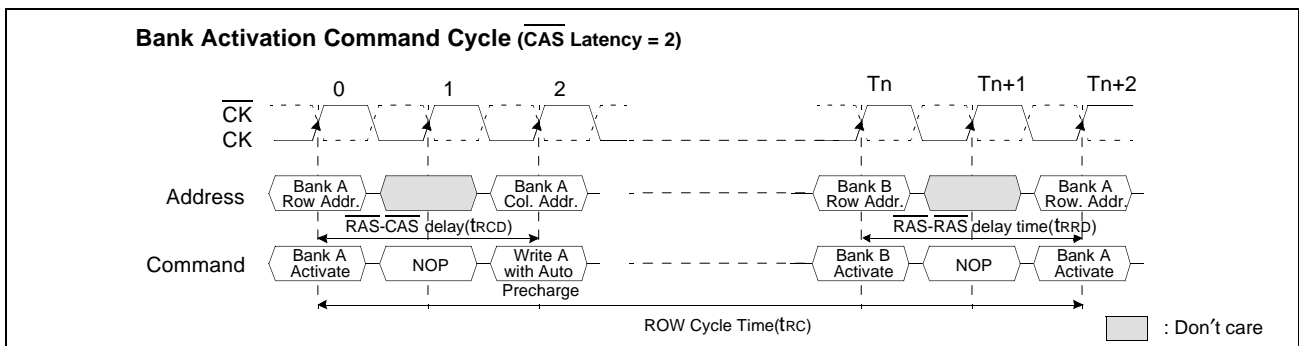 Bank Activation Command Cycle (CAS Latency = 2)
0 1 2 Tn Tn+1 Tn+2
CK
CK
Address
Bank A
Row Addr.
Bank A
Col. Addr.
Bank B
Row Addr.
Bank A
Row. Addr.
RAS-CAS delay(tRCD)
RAS-RAS delay time(tRRD)
Command
Bank A
Activate
NOP
Write A
with Auto
Precharge
Bank B
Activate
NOP
Bank A
Activate
ROW Cycle Time(tRC)
: Don′t care